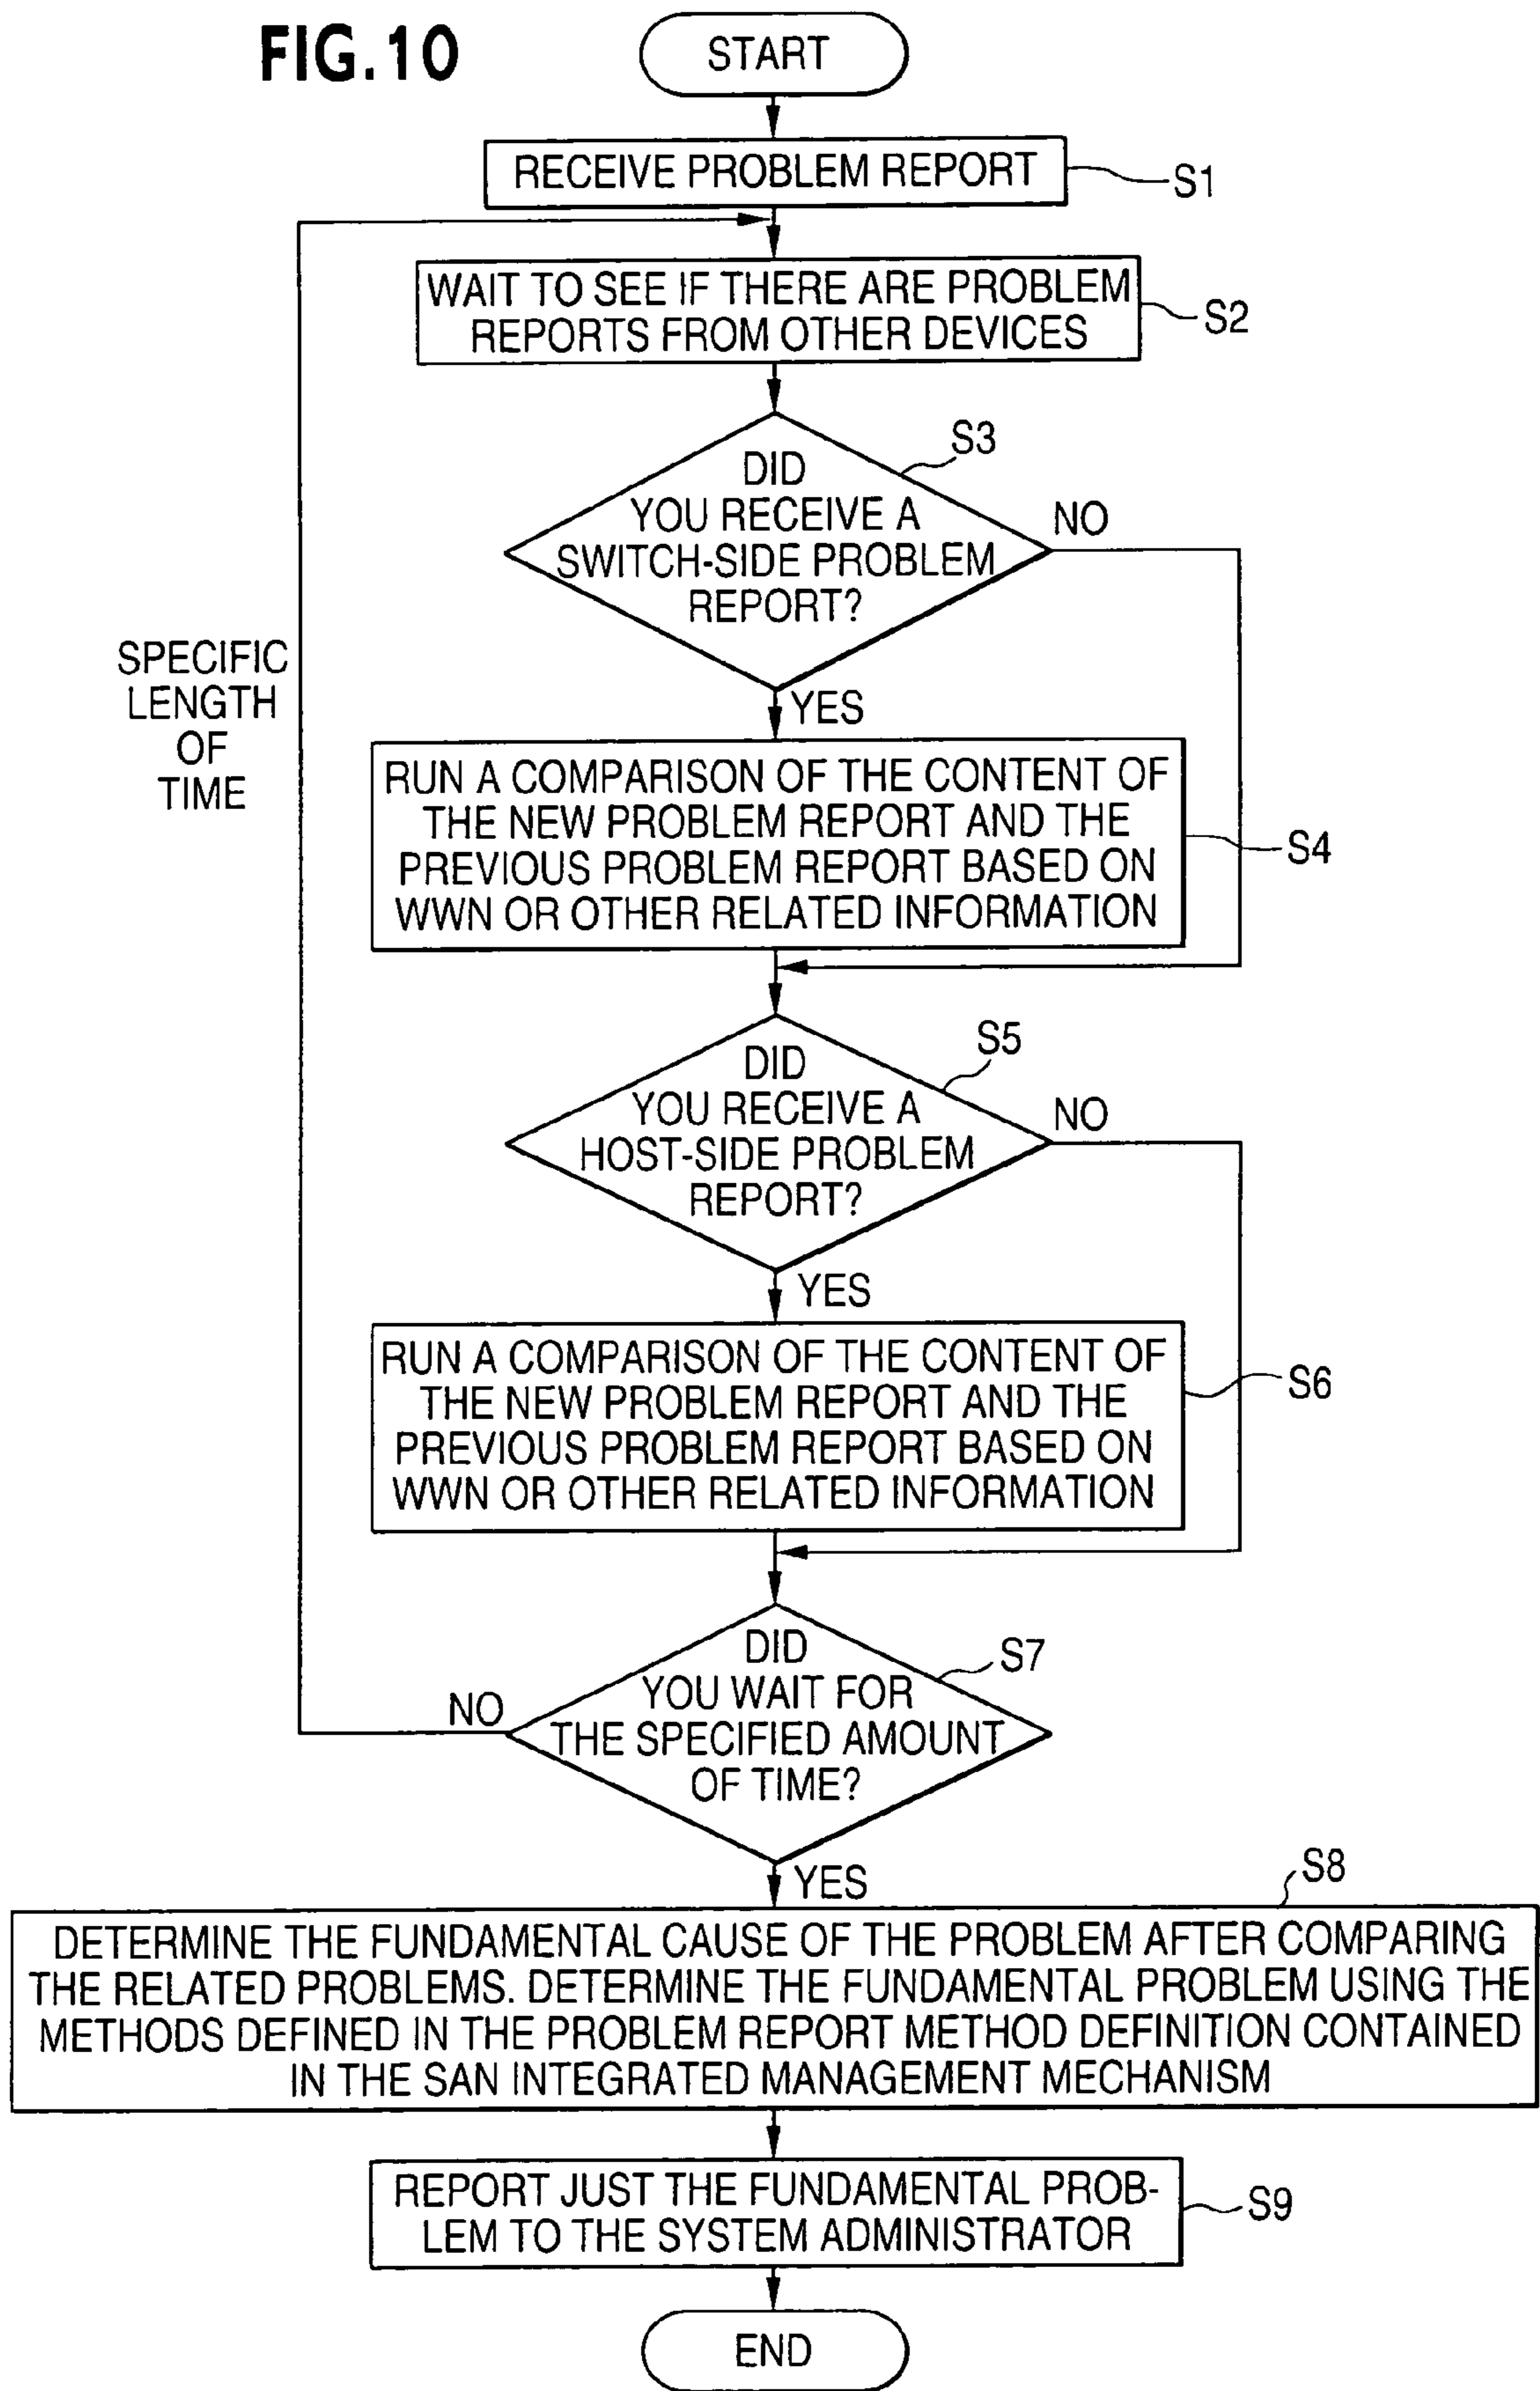 FIG.10
START
RECEIVE PROBLEM REPORT
S1
WAIT TO SEE IF THERE ARE PROBLEM
REPORTS FROM OTHER DEVICES
S2
DID
YOU RECEIVE A
SWITCH-SIDE PROBLEM
REPORT?
S3
NO
YES
SPECIFIC
LENGTH
OF
TIME
RUN A COMPARISON OF THE CONTENT OF
THE NEW PROBLEM REPORT AND THE
PREVIOUS PROBLEM REPORT BASED ON
WWN OR OTHER RELATED INFORMATION
S4
DID
YOU RECEIVE A
HOST-SIDE PROBLEM
REPORT?
S5
NO
YES
RUN A COMPARISON OF THE CONTENT OF
THE NEW PROBLEM REPORT AND THE
PREVIOUS PROBLEM REPORT BASED ON
WWN OR OTHER RELATED INFORMATION
S6
DID
YOU WAIT FOR
THE SPECIFIED AMOUNT
OF TIME?
S7
NO
YES
S8
DETERMINE THE FUNDAMENTAL CAUSE OF THE PROBLEM AFTER COMPARING
THE RELATED PROBLEMS. DETERMINE THE FUNDAMENTAL PROBLEM USING THE
METHODS DEFINED IN THE PROBLEM REPORT METHOD DEFINITION CONTAINED
IN THE SAN INTEGRATED MANAGEMENT MECHANISM
REPORT JUST THE FUNDAMENTAL PROB-
LEM TO THE SYSTEM ADMINISTRATOR
S9
END